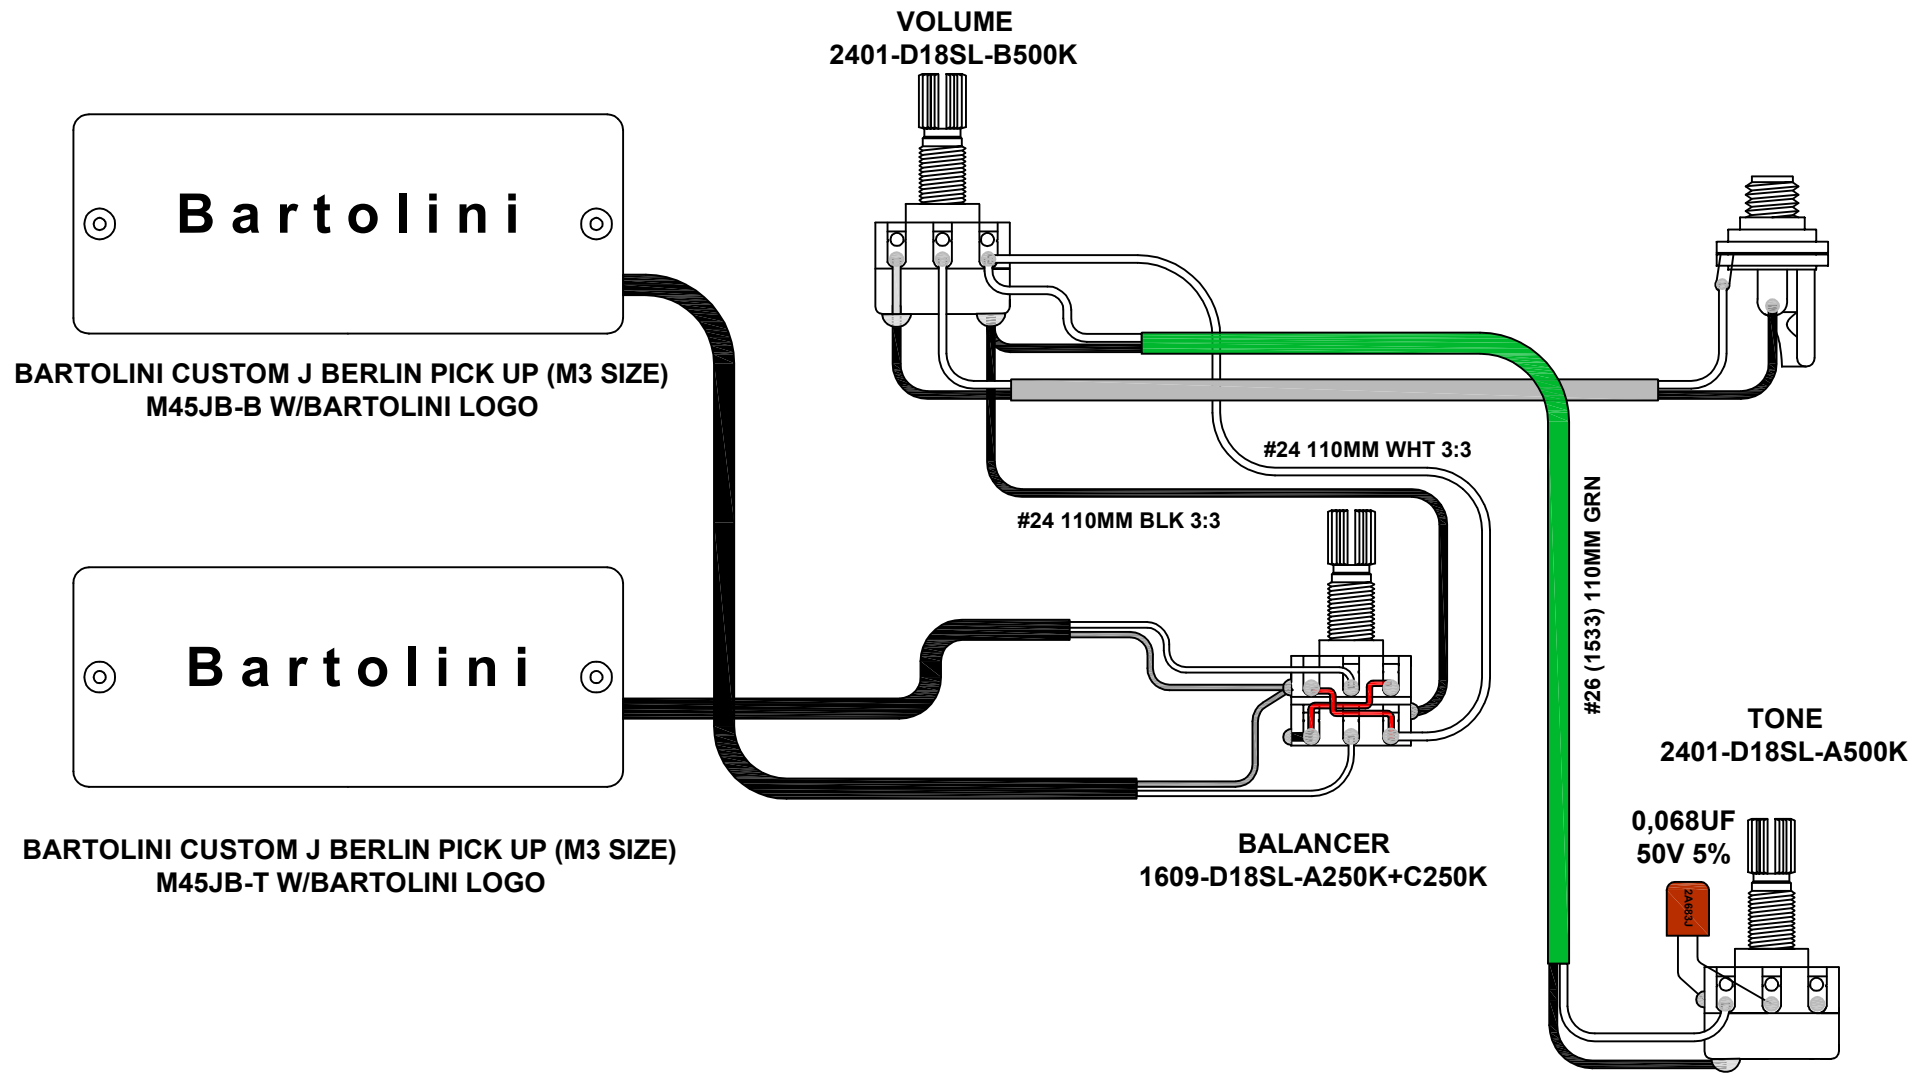 VOLUME
2401-D18SL-B500K
Bartolini
BARTOLINI CUSTOM J BERLIN PICK UP (M3 SIZE)
M45JB-B W/BARTOLINI LOGO
#24 110MM WHT 3:3
#24 110MM BLK 3:3
#26 (1533) 110MM GRN
Bartolini
BARTOLINI CUSTOM J BERLIN PICK UP (M3 SIZE)
M45JB-T W/BARTOLINI LOGO
BALANCER
1609-D18SL-A250K+C250K
TONE
2401-D18SL-A500K
0,068UF
50V 5%
2A683J